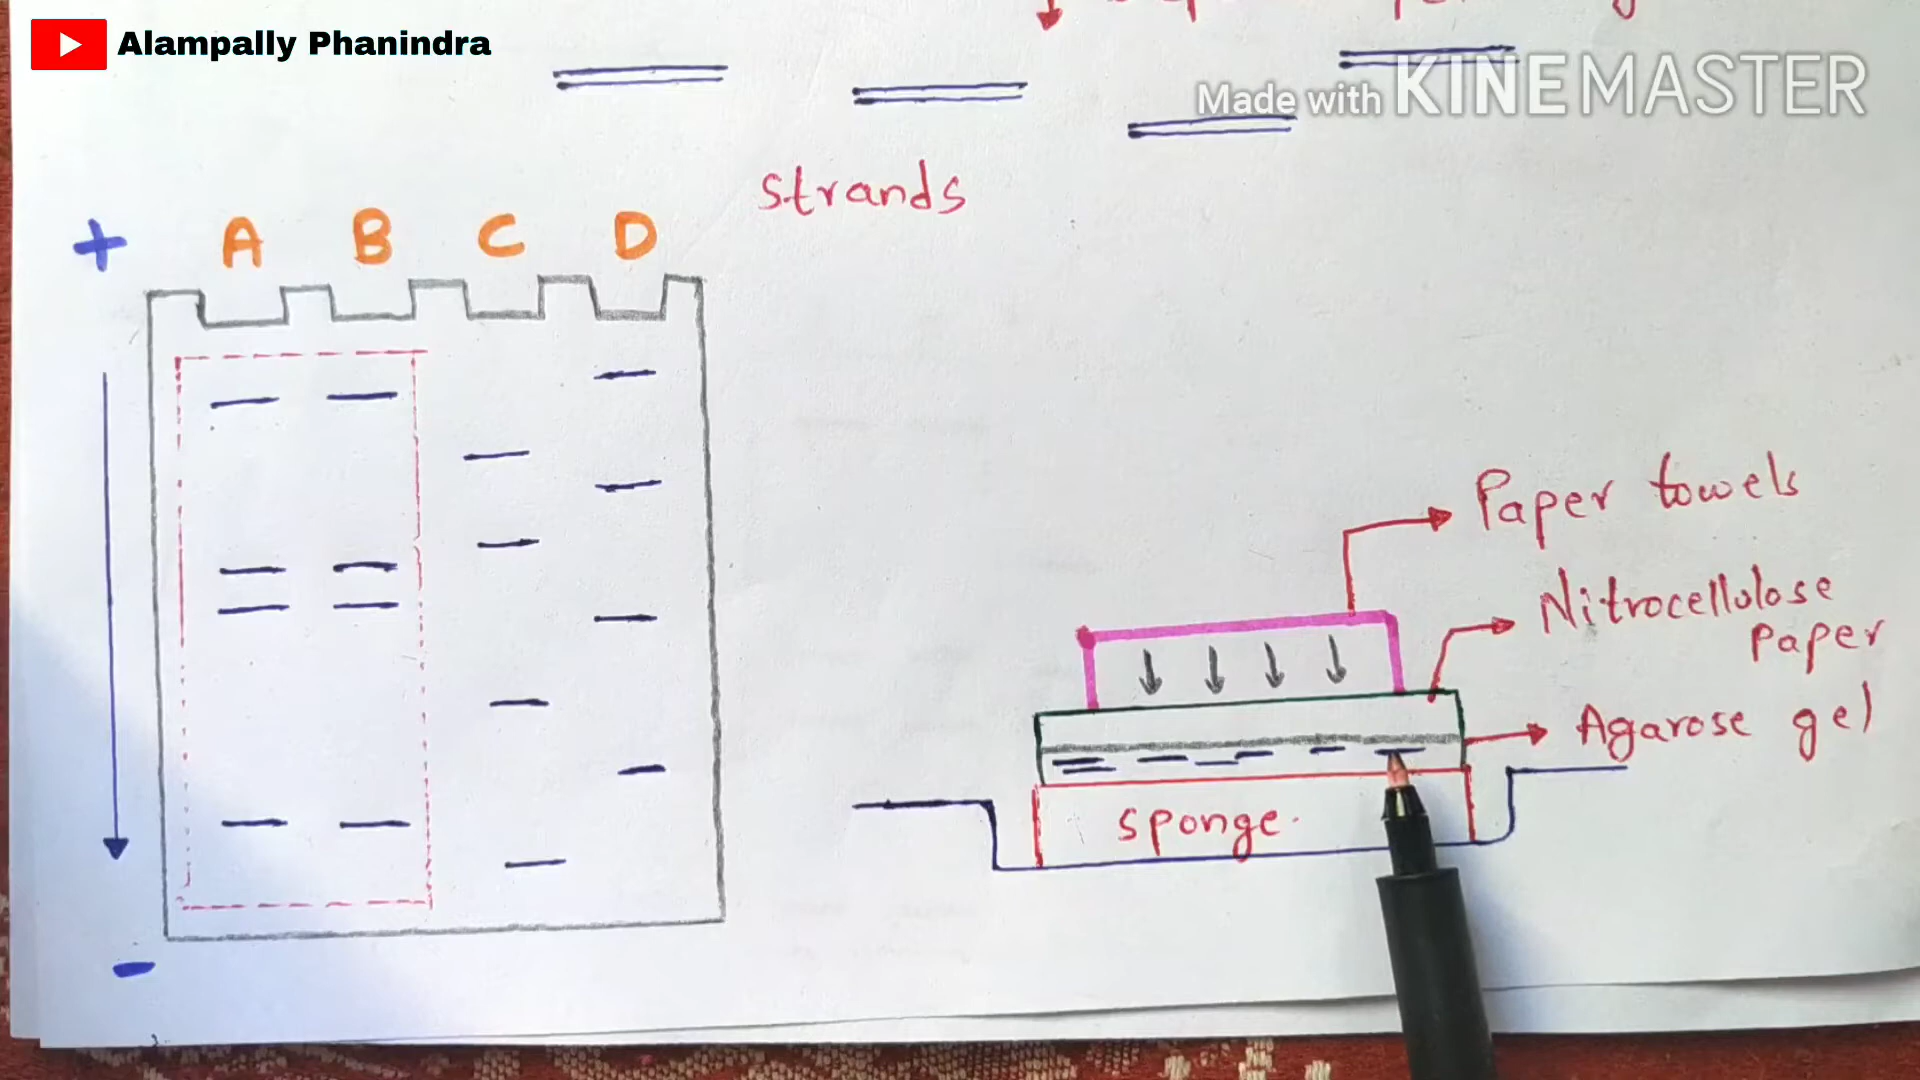 Alampally Phanindra
Made with KINEMASTER
strands
+ A B C D
Paper towels
Nitrocellulose
Paper
Agarose gel
sponge.
-